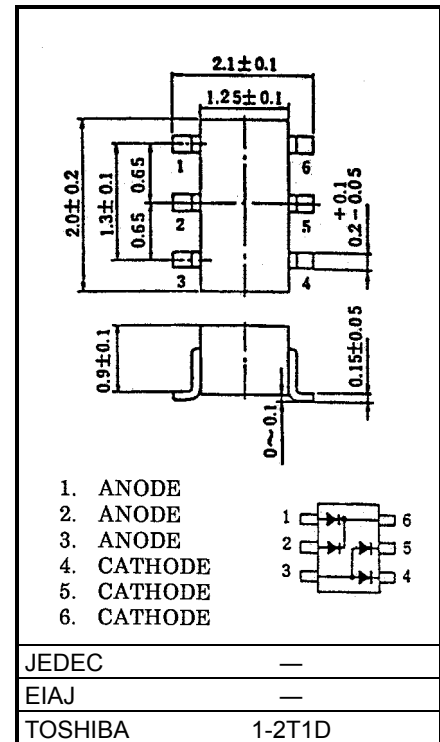 2.1±0.1
1.25±0.1
1
6
2
5
3
4
2.0±0.2
1.3±0.1
0.65
0.65
+0.1
0.2-0.05
0.9±0.1
0.15±0.05
0~0.1
1. ANODE
2. ANODE
3. ANODE
4. CATHODE
5. CATHODE
6. CATHODE
1 6
2 5
3 4
JEDEC —
EIAJ —
TOSHIBA 1-2T1D